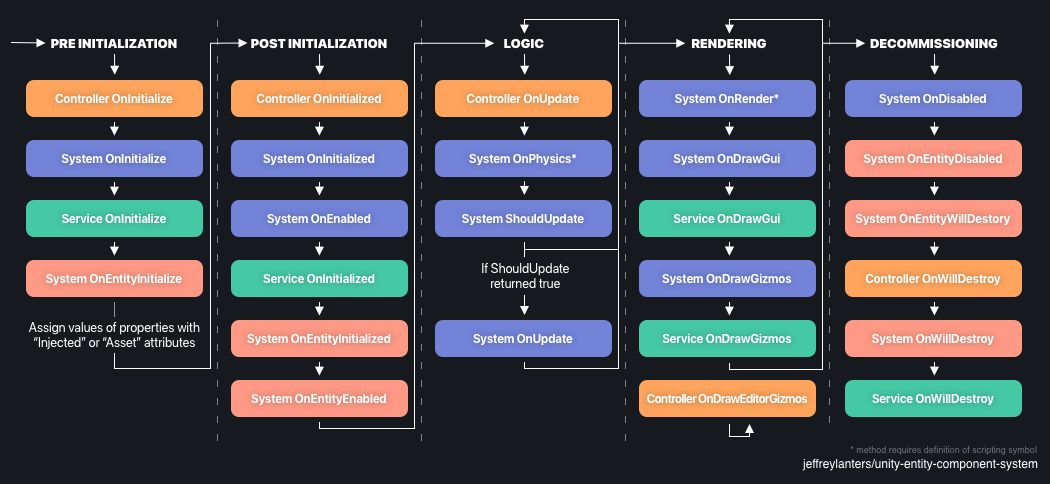 PRE INITIALIZATION
Controller OnInitialize
System OnInitialize
Service OnInitialize
System OnEntityInitialize
Assign values of properties with
“Injected” or “Asset” attributes
POST INITIALIZATION
Controller OnInitialized
System OnInitialized
System OnEnabled
Service OnInitialized
System OnEntityInitialized
System OnEntityEnabled
LOGIC
Controller OnUpdate
System OnPhysics*
System ShouldUpdate
If ShouldUpdate
returned true
System OnUpdate
RENDERING
System OnRender*
System OnDrawGui
Service OnDrawGui
System OnDrawGizmos
Service OnDrawGizmos
Controller OnDrawEditorGizmos
DECOMMISSIONING
System OnDisabled
System OnEntityDisabled
System OnEntityWillDestory
Controller OnWillDestroy
System OnWillDestroy
Service OnWillDestroy
* method requires definition of scripting symbol
jeffreylanters/unity-entity-component-system